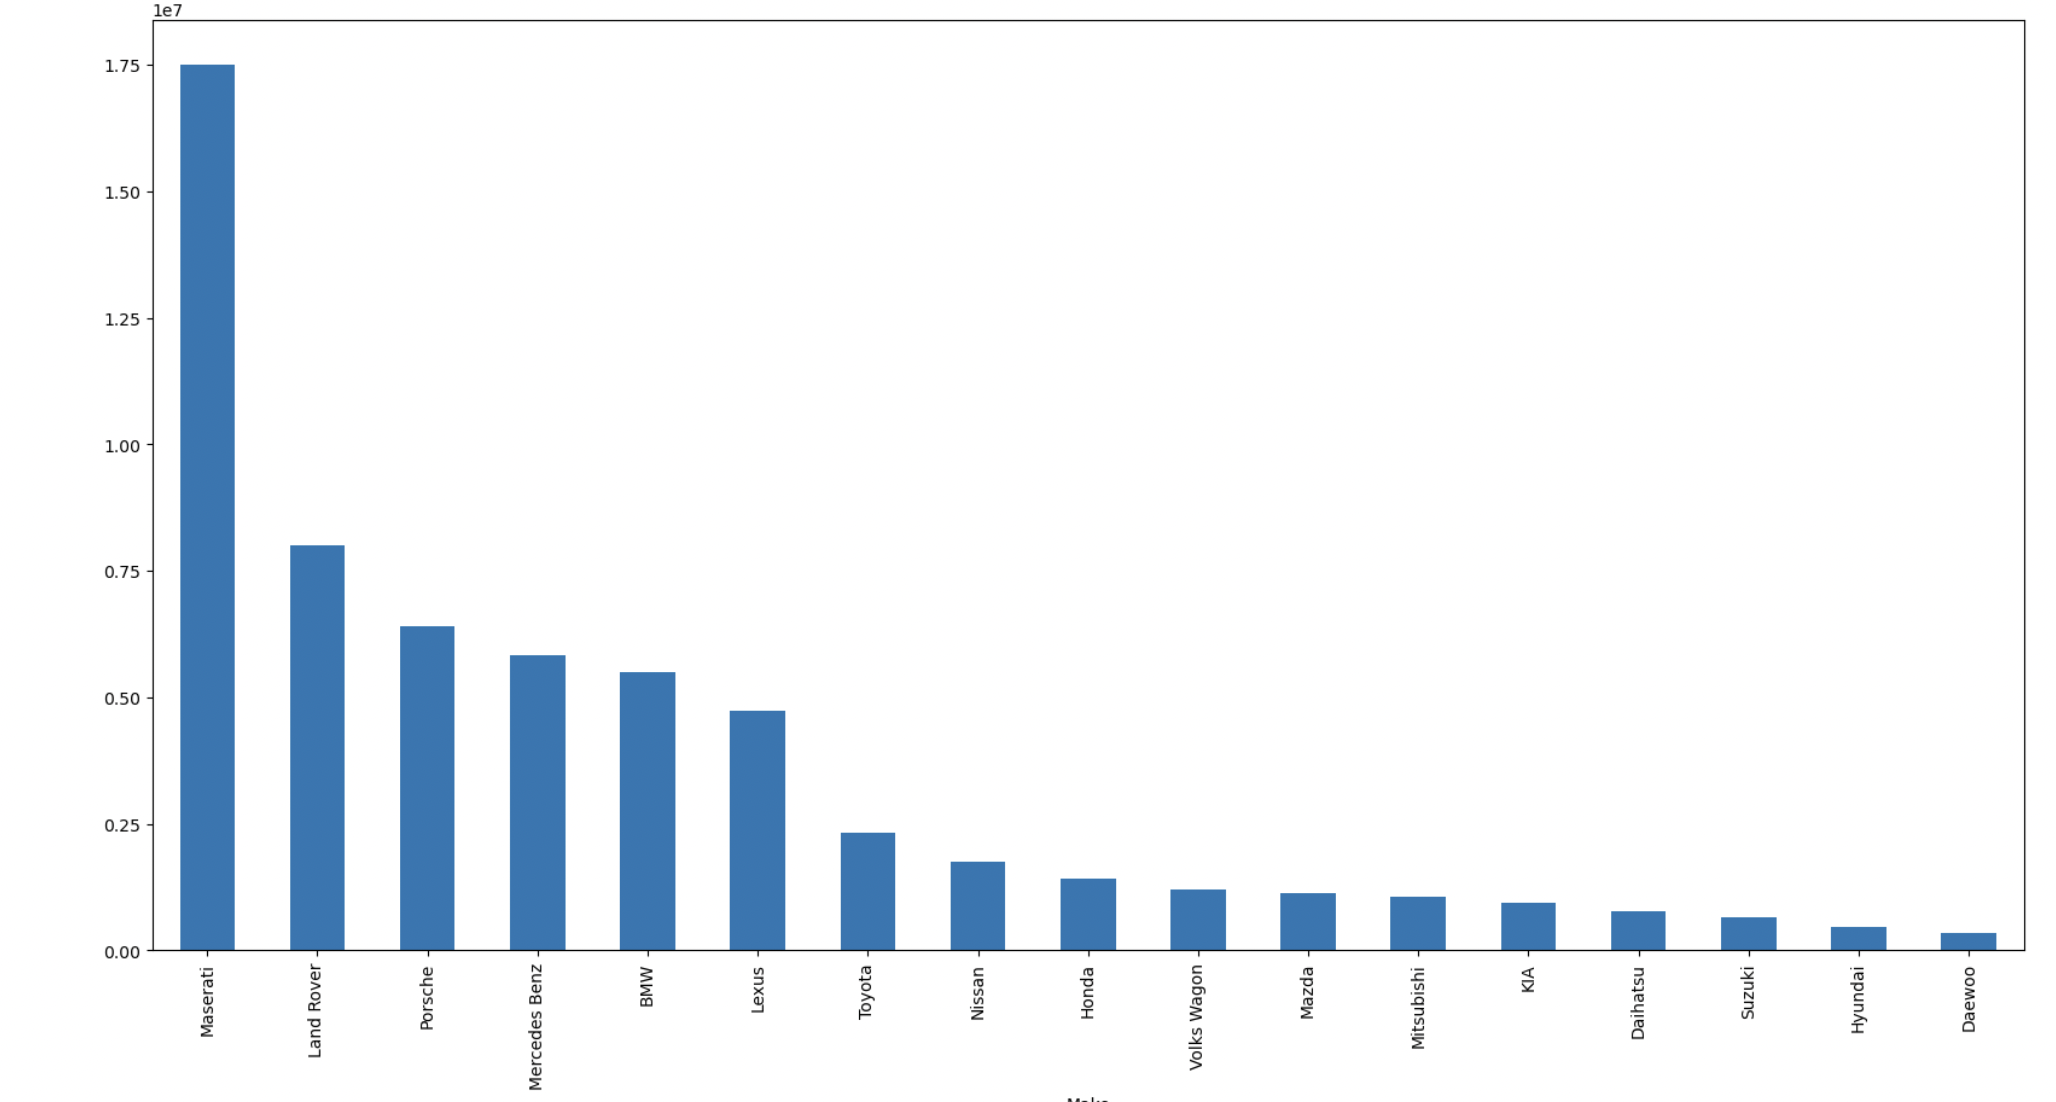 1e7
1.75
1.50
1.25
1.00
0.75
0.50
0.25
0.00
Maserati
Land Rover
Porsche
Mercedes Benz
BMW
Lexus
Toyota
Nissan
Honda
Volks Wagon
Mazda
Mitsubishi
KIA
Daihatsu
Suzuki
Hyundai
Daewoo
Make